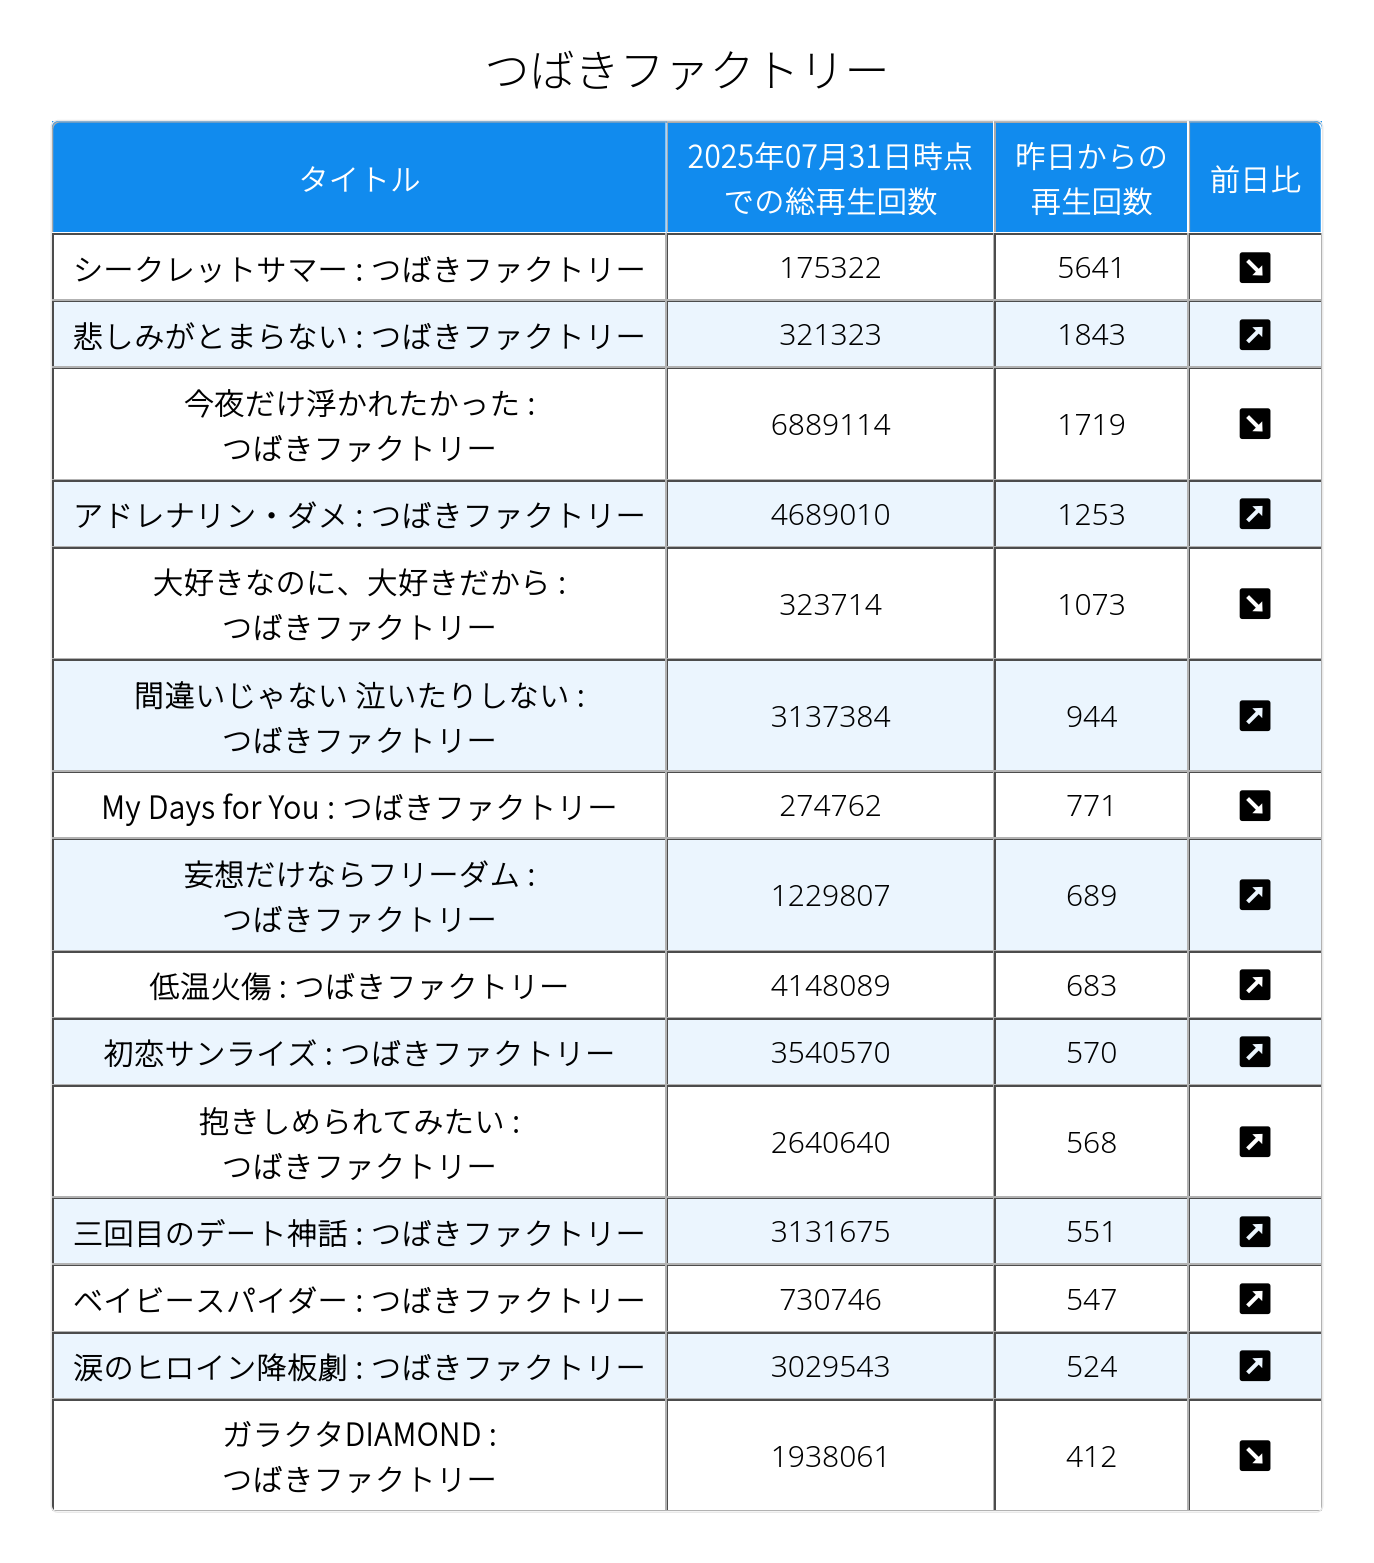 つばきファクトリー
タイトル
2025年07月31日時点
での総再生回数
昨日からの
再生回数
前日比
シークレットサマー : つばきファクトリー
175322
5641
悲しみがとまらない : つばきファクトリー
321323
1843
今夜だけ浮かれたかった :
つばきファクトリー
6889114
1719
アドレナリン・ダメ : つばきファクトリー
4689010
1253
大好きなのに、大好きだから :
つばきファクトリー
323714
1073
間違いじゃない 泣いたりしない :
つばきファクトリー
3137384
944
My Days for You : つばきファクトリー
274762
771
妄想だけならフリーダム :
つばきファクトリー
1229807
689
低温火傷 : つばきファクトリー
4148089
683
初恋サンライズ : つばきファクトリー
3540570
570
抱きしめられてみたい :
つばきファクトリー
2640640
568
三回目のデート神話 : つばきファクトリー
3131675
551
ベイビースパイダー : つばきファクトリー
730746
547
涙のヒロイン降板劇 : つばきファクトリー
3029543
524
ガラクタDIAMOND :
つばきファクトリー
1938061
412